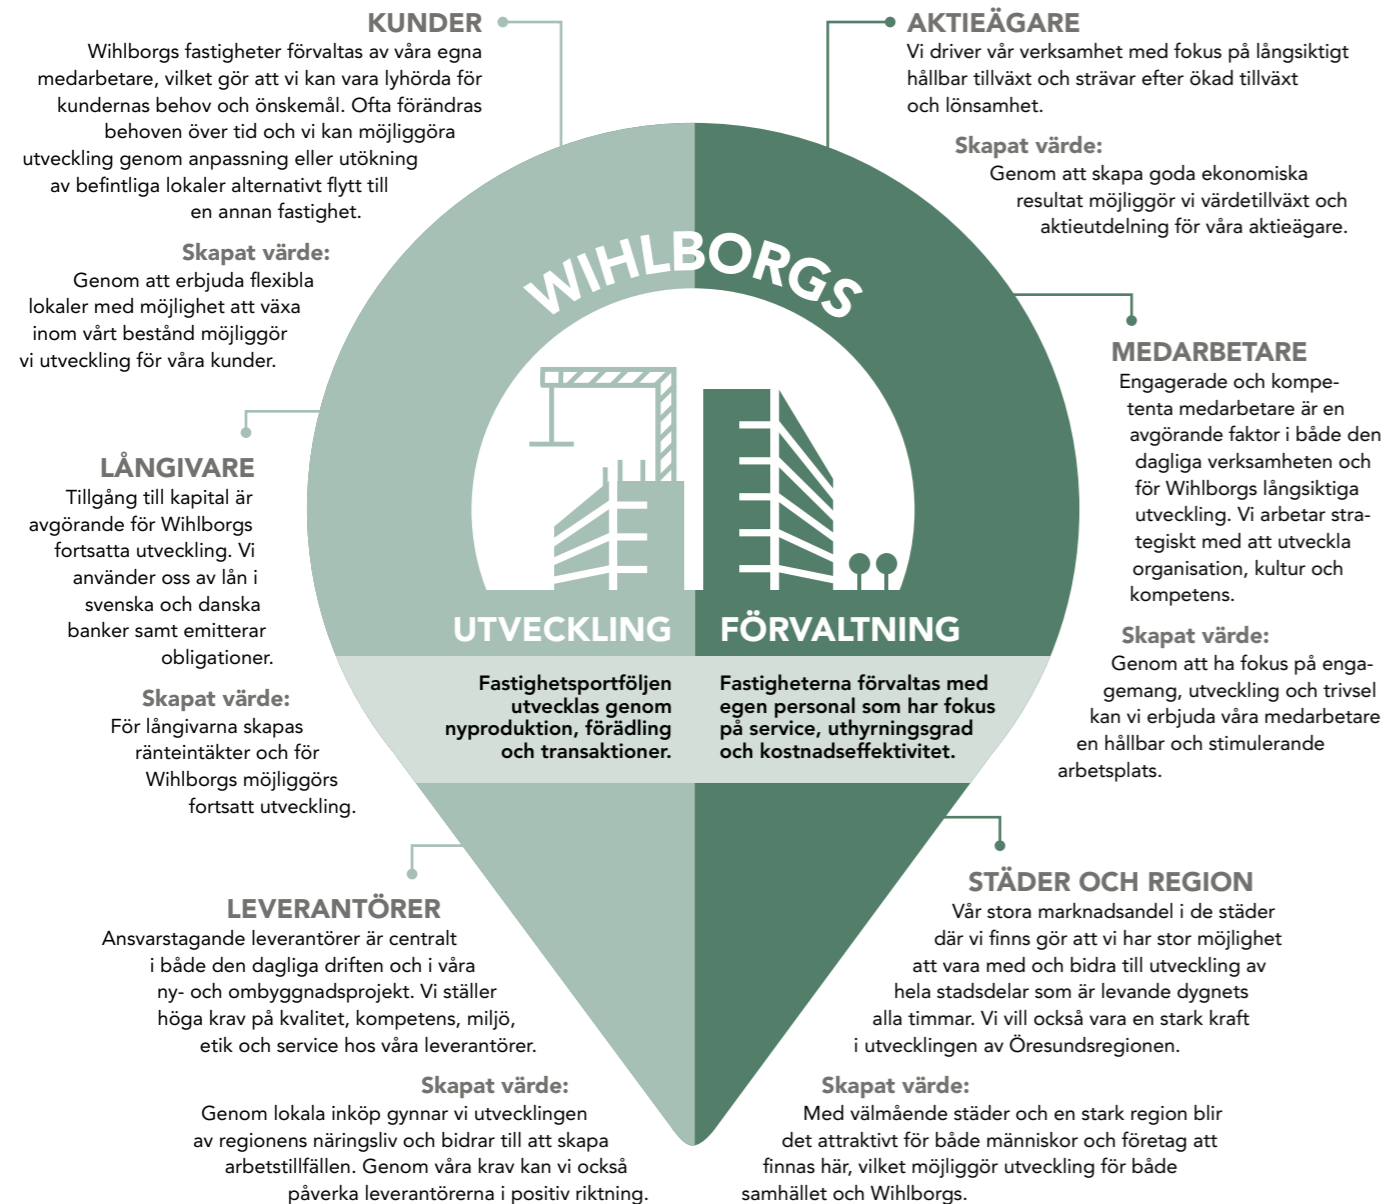 KUNDER
Wihlborgs fastigheter förvaltas av våra egna
medarbetare, vilket gör att vi kan vara lyhörda för
kundernas behov och önskemål. Ofta förändras
behoven över tid och vi kan möjliggöra
utveckling genom anpassning eller utökning
av befintliga lokaler alternativt flytt till
en annan fastighet.
Skapat värde:
Genom att erbjuda flexibla
lokaler med möjlighet att växa
inom vårt bestånd möjliggör
vi utveckling för våra kunder.
LÅNGIVARE
Tillgång till kapital är
avgörande för Wihlborgs
fortsatta utveckling. Vi
använder oss av lån i
svenska och danska
banker samt emitterar
obligationer.
Skapat värde:
För långivarna skapas
ränteintäkter och för
Wihlborgs möjliggörs
fortsatt utveckling.
LEVERANTÖRER
Ansvarstagande leverantörer är centralt
i både den dagliga driften och i våra
ny- och ombyggnadsprojekt. Vi ställer
höga krav på kvalitet, kompetens, miljö,
etik och service hos våra leverantörer.
Skapat värde:
Genom lokala inköp gynnar vi utvecklingen
av regionens näringsliv och bidrar till att skapa
arbetstillfällen. Genom våra krav kan vi också
påverka leverantörerna i positiv riktning.
WIHLBORGS
UTVECKLING
Fastighetsportföljen
utvecklas genom
nyproduktion, förädling
och transaktioner.
FÖRVALTNING
Fastigheterna förvaltas med
egen personal som har fokus
på service, uthyrningsgrad
och kostnadseffektivitet.
AKTIEÄGARE
Vi driver vår verksamhet med fokus på långsiktigt
hållbar tillväxt och strävar efter ökad tillväxt
och lönsamhet.
Skapat värde:
Genom att skapa goda ekonomiska
resultat möjliggör vi värdetillväxt och
aktieutdelning för våra aktieägare.
MEDARBETARE
Engagerade och kompe-
tenta medarbetare är en
avgörande faktor i både den
dagliga verksamheten och
för Wihlborgs långsiktiga
utveckling. Vi arbetar stra-
tegiskt med att utveckla
organisation, kultur och
kompetens.
Skapat värde:
Genom att ha fokus på enga-
gemang, utveckling och trivsel
kan vi erbjuda våra medarbetare
en hållbar och stimulerande
arbetsplats.
STÄDER OCH REGION
Vår stora marknadsandel i de städer
där vi finns gör att vi har stor möjlighet
att vara med och bidra till utveckling av
hela stadsdelar som är levande dygnets
alla timmar. Vi vill också vara en stark kraft
i utvecklingen av Öresundsregionen.
Skapat värde:
Med välmående städer och en stark region blir
det attraktivt för både människor och företag att
finnas här, vilket möjliggör utveckling för både
samhället och Wihlborgs.